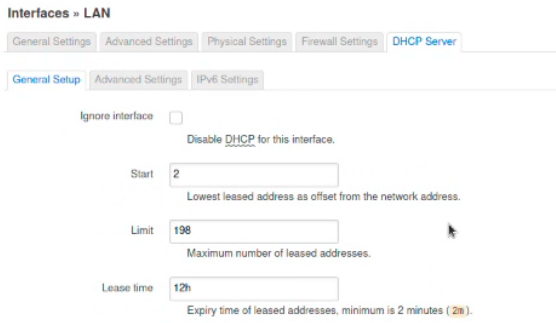 Interfaces » LAN
General Settings Advanced Settings Physical Settings Firewall Settings DHCP Server
General Setup Advanced Settings IPv6 Settings
Ignore interface
Disable DHCP for this interface.
Start 2
Lowest leased address as offset from the network address.
Limit 198
Maximum number of leased addresses.
Lease time 12h
Expiry time of leased addresses, minimum is 2 minutes ( 2m ).